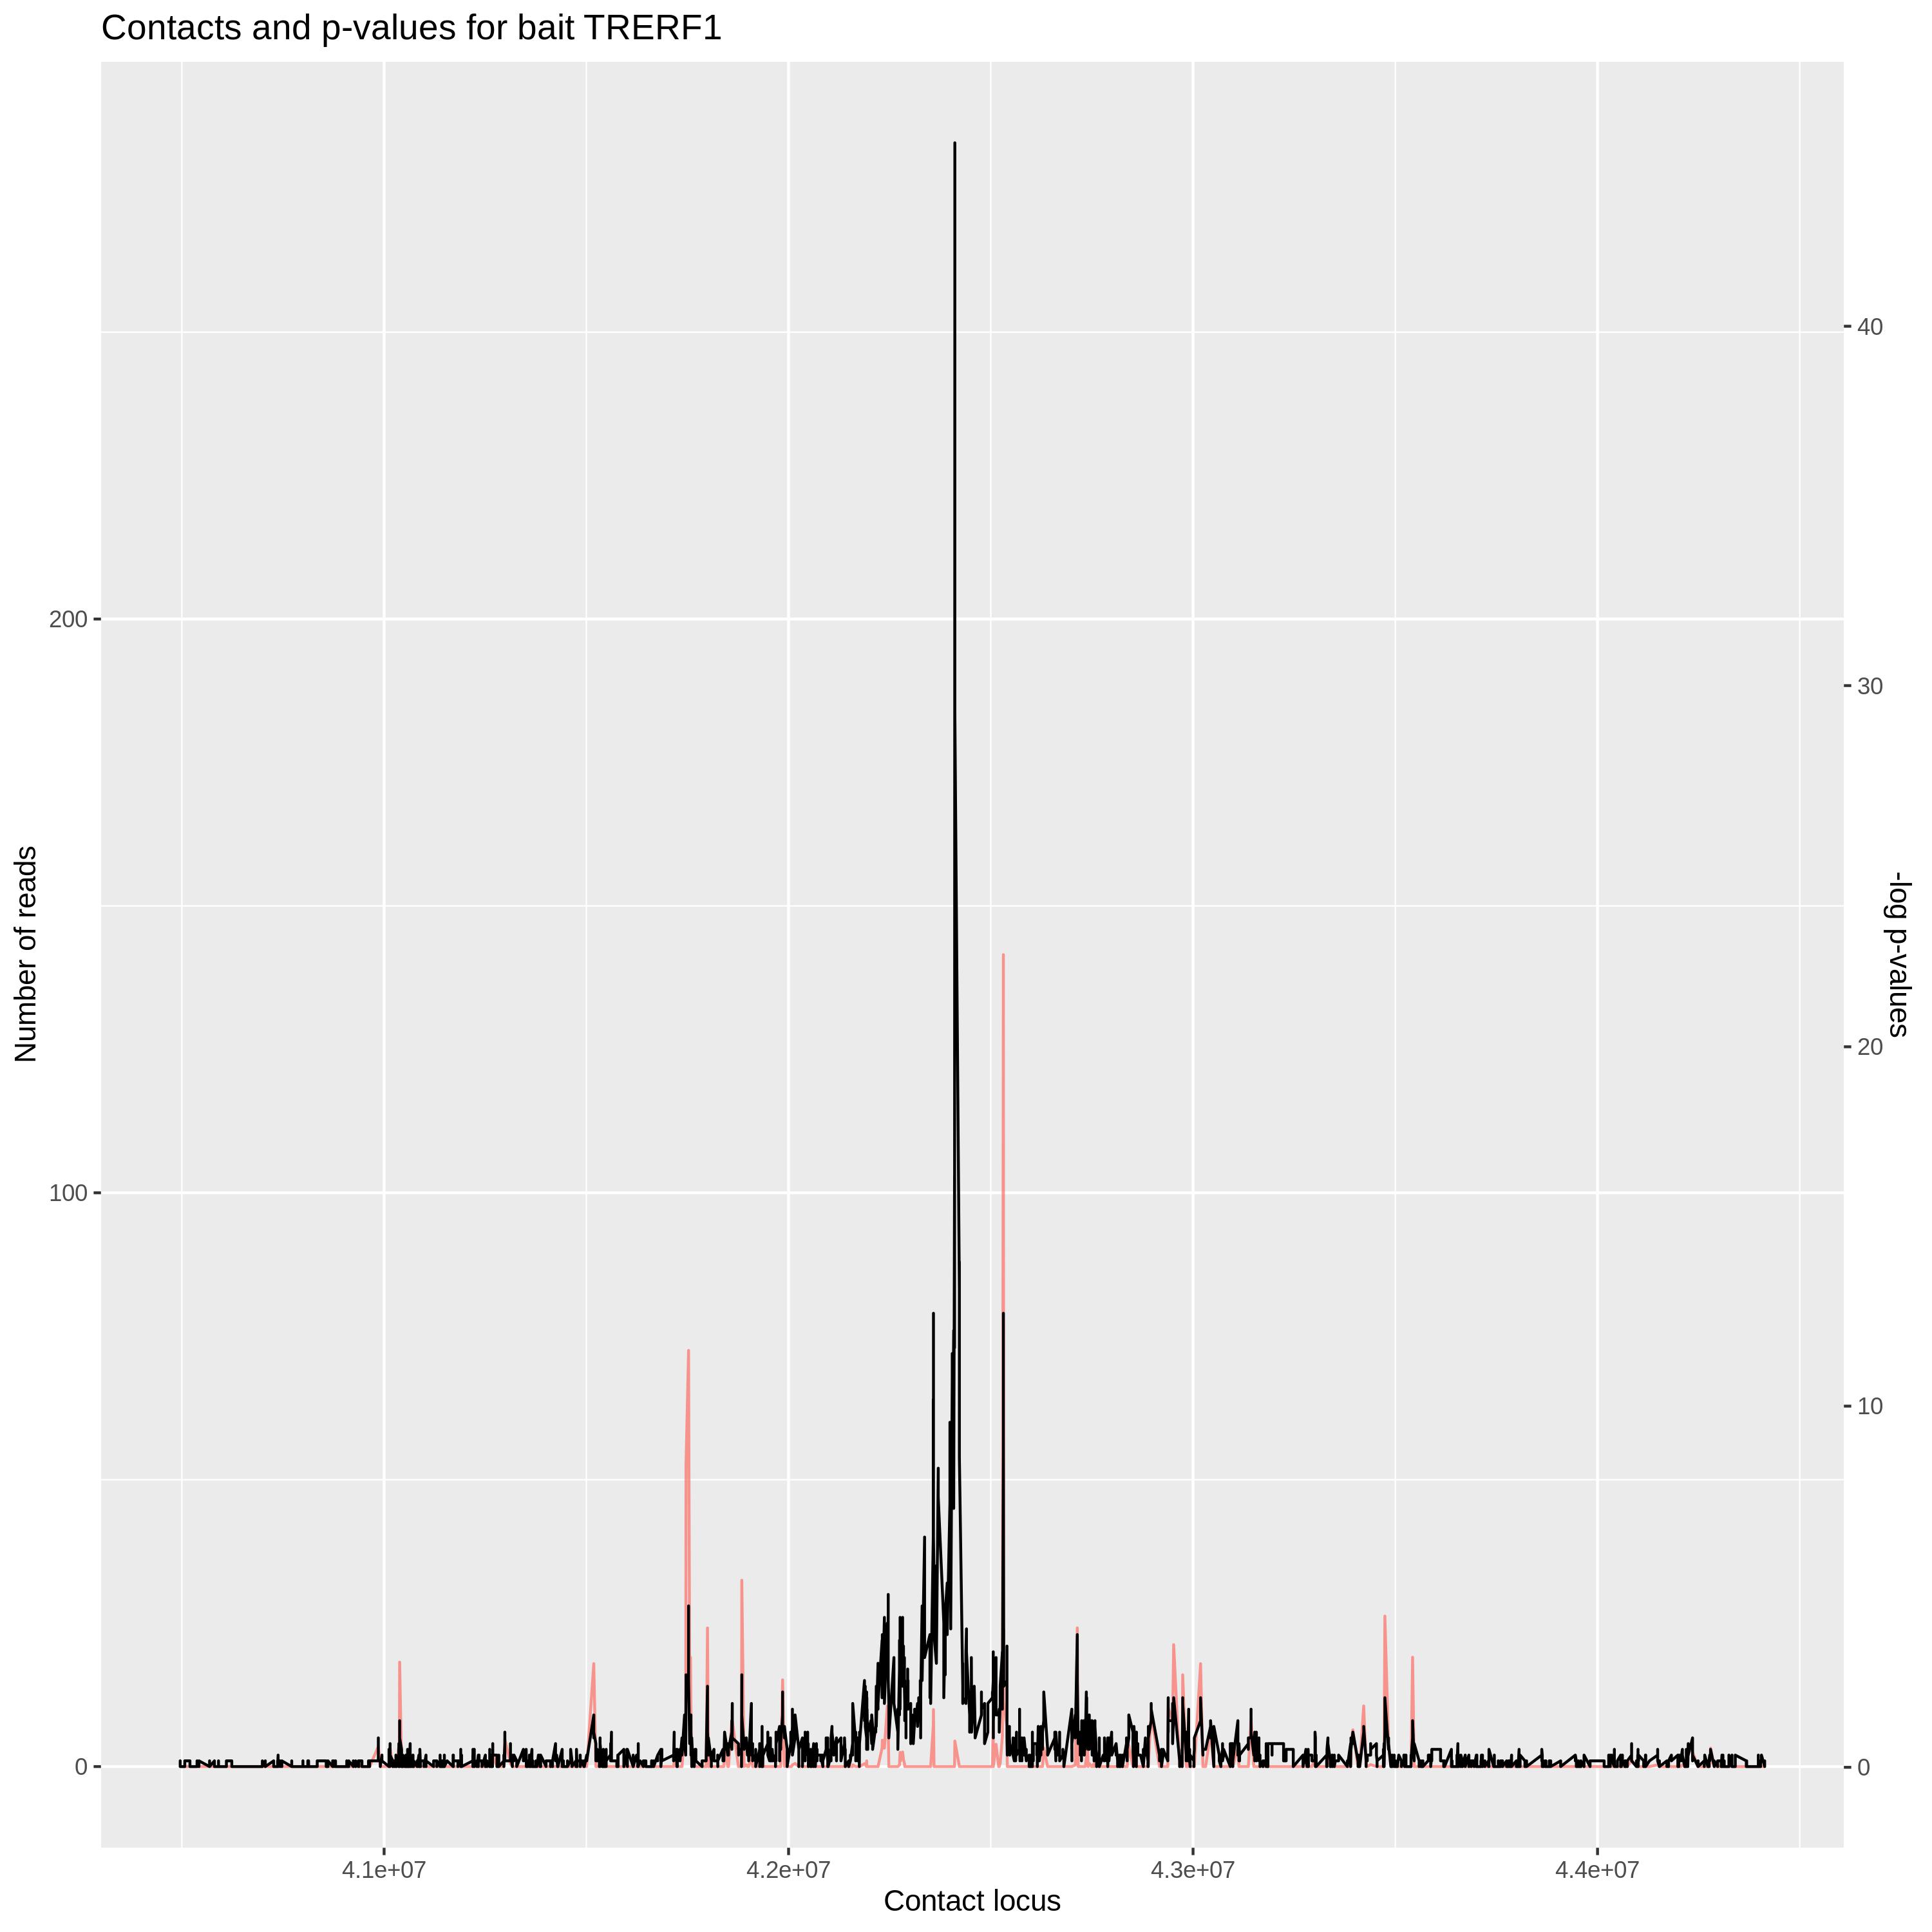 Contacts and p-values for bait TRERF1
Number of reads
200
100
0
40
30
20
10
0
-log p-values
4.1e+07
4.2e+07
4.3e+07
4.4e+07
Contact locus